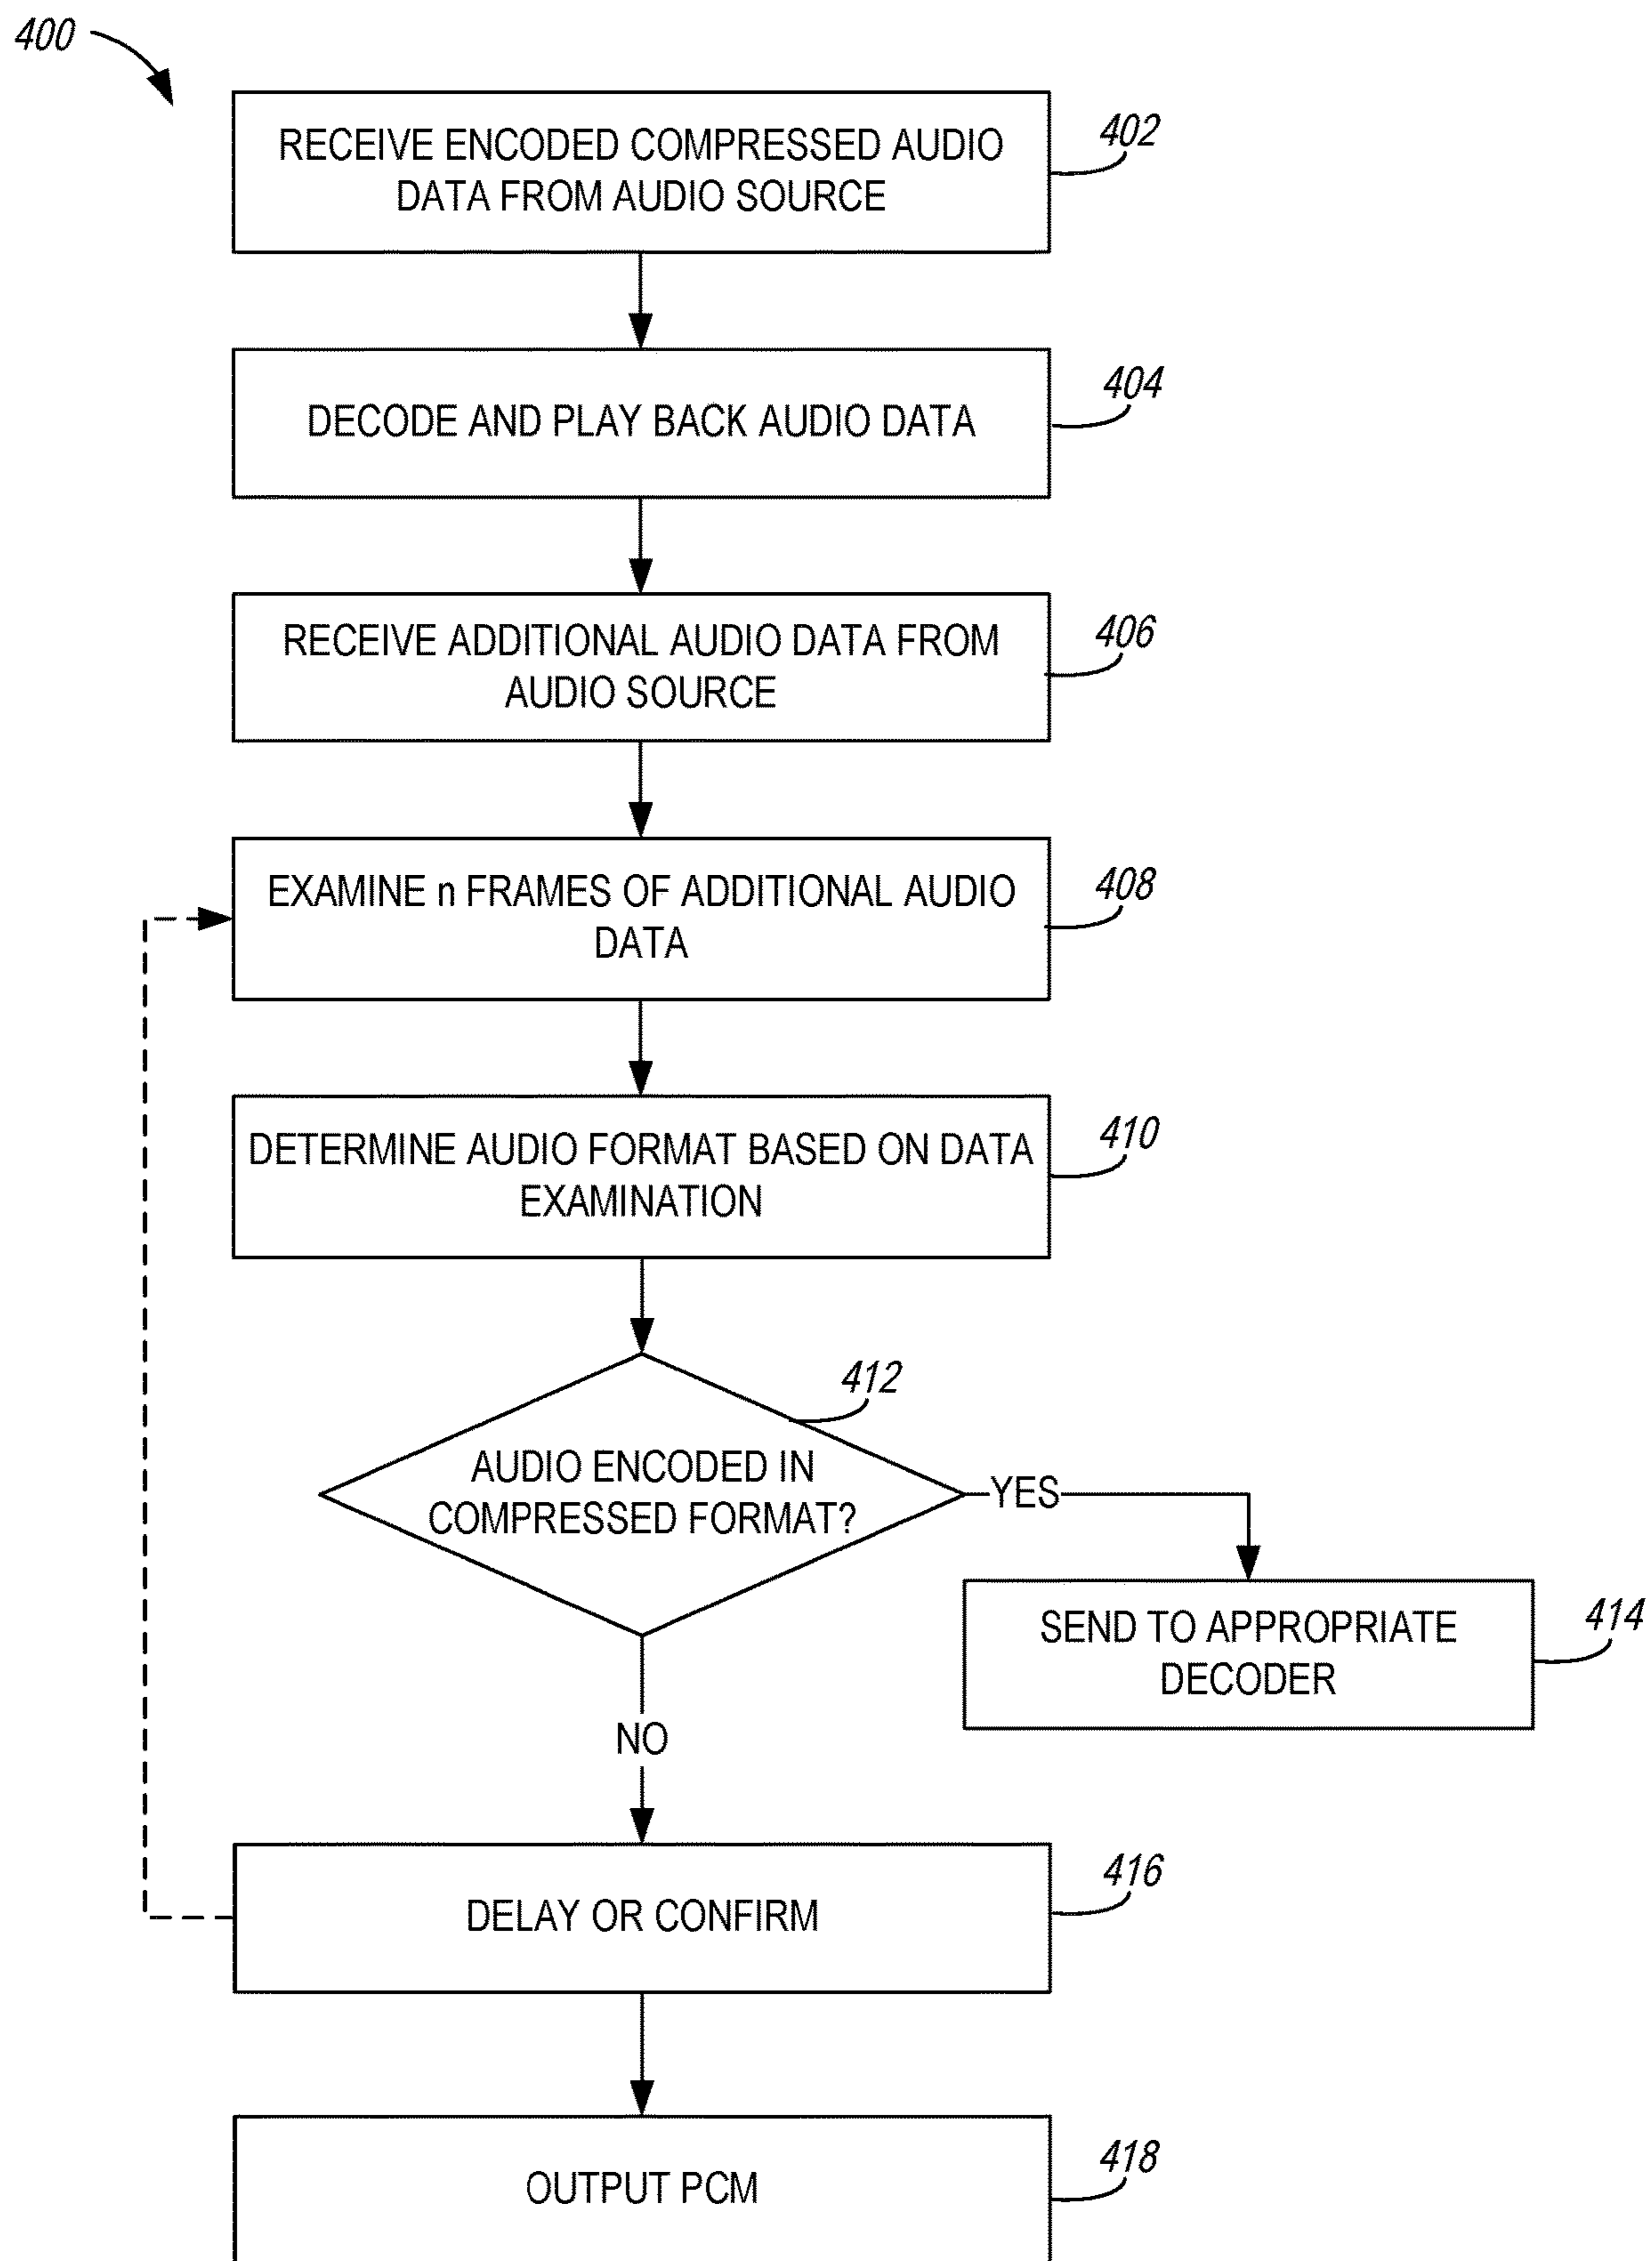 400
RECEIVE ENCODED COMPRESSED AUDIO
DATA FROM AUDIO SOURCE
402
DECODE AND PLAY BACK AUDIO DATA
404
RECEIVE ADDITIONAL AUDIO DATA FROM
AUDIO SOURCE
406
EXAMINE n FRAMES OF ADDITIONAL AUDIO
DATA
408
DETERMINE AUDIO FORMAT BASED ON DATA
EXAMINATION
410
412
AUDIO ENCODED IN
COMPRESSED FORMAT?
YES
SEND TO APPROPRIATE
DECODER
414
NO
DELAY OR CONFIRM
416
OUTPUT PCM
418